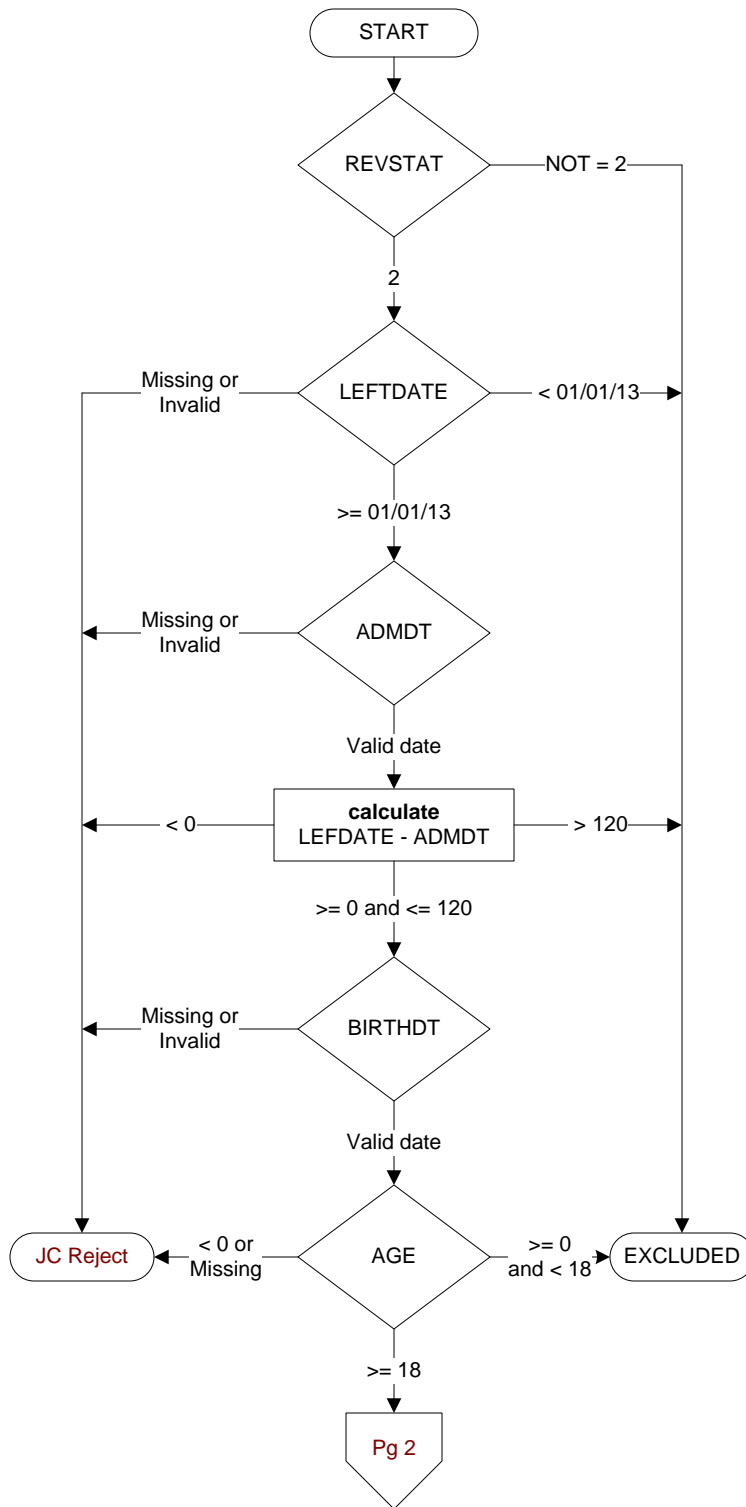 START
REVSTAT
NOT = 2
2
Missing or
Invalid
LEFTDATE
< 01/01/13
>= 01/01/13
Missing or
Invalid
ADMDT
Valid date
< 0
calculate
LEFDATE - ADMDT
> 120
>= 0 and <= 120
Missing or
Invalid
BIRTHDT
Valid date
JC Reject
< 0 or
Missing
AGE
>= 0
and < 18
EXCLUDED
>= 18
Pg 2